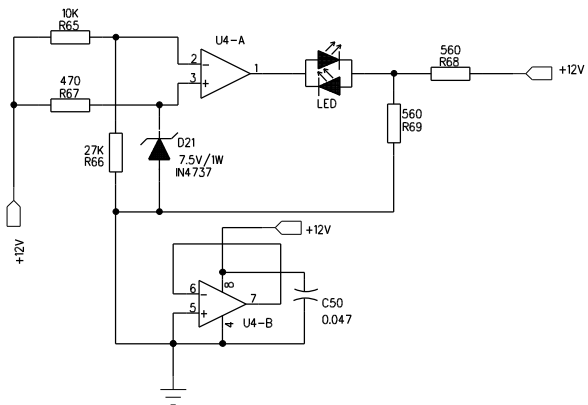 10K
R65
470
R67
27K
R66
+12V
U4-A
2
3
1
D21
7.5V/1W
IN4737
LED
560
R68
+12V
560
R69
+12V
6
5
7
8
4
U4-B
C50
0.047